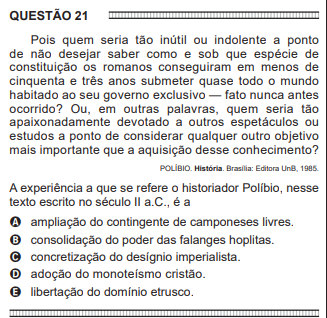 QUESTÃO 21
Pois quem seria tão inútil ou indolente a ponto
de não desejar saber como e sob que espécie de
constituição os romanos conseguiram em menos de
cinquenta e três anos submeter quase todo o mundo
habitado ao seu governo exclusivo — fato nunca antes
ocorrido? Ou, em outras palavras, quem seria tão
apaixonadamente devotado a outros espetáculos ou
estudos a ponto de considerar qualquer outro objetivo
mais importante que a aquisição desse conhecimento?
POLÍBIO. História. Brasília: Editora UnB, 1985.
A experiência a que se refere o historiador Políbio, nesse
texto escrito no século II a.C., é a
A ampliação do contingente de camponeses livres.
B consolidação do poder das falanges hoplitas.
C concretização do desígnio imperialista.
D adoção do monoteísmo cristão.
E libertação do domínio etrusco.